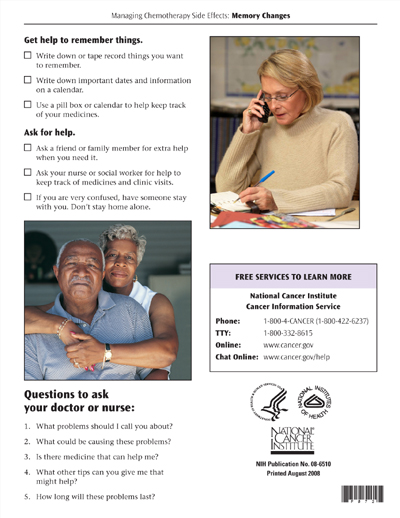 Managing Chemotherapy Side Effects: Memory Changes
Get help to remember things.
Write down or tape record things you want
to remember.
Write down important dates and information
on a calendar.
Use a pill box or calendar to help keep track
of your medicines.
Ask for help.
Ask a friend or family member for extra help
when you need it.
Ask your nurse or social worker for help to
keep track of medicines and clinic visits.
If you are very confused, have someone stay
with you. Don't stay home alone.
Questions to ask
your doctor or nurse:
1. What problems should I call you about?
2. What could be causing these problems?
3. Is there medicine that can help me?
4. What other tips can you give me that
might help?
5. How long will these problems last?
FREE SERVICES TO LEARN MORE
National Cancer Institute
Cancer Information Service
Phone: 1-800-4-CANCER (1-800-422-6237)
TTY: 1-800-332-8615
Online: www.cancer.gov
Chat Online: www.cancer.gov/help
NATIONAL INSTITUTES
OF HEALTH
NATIONAL
CANCER
INSTITUTE
NIH Publication No. 08-6510
Printed August 2008